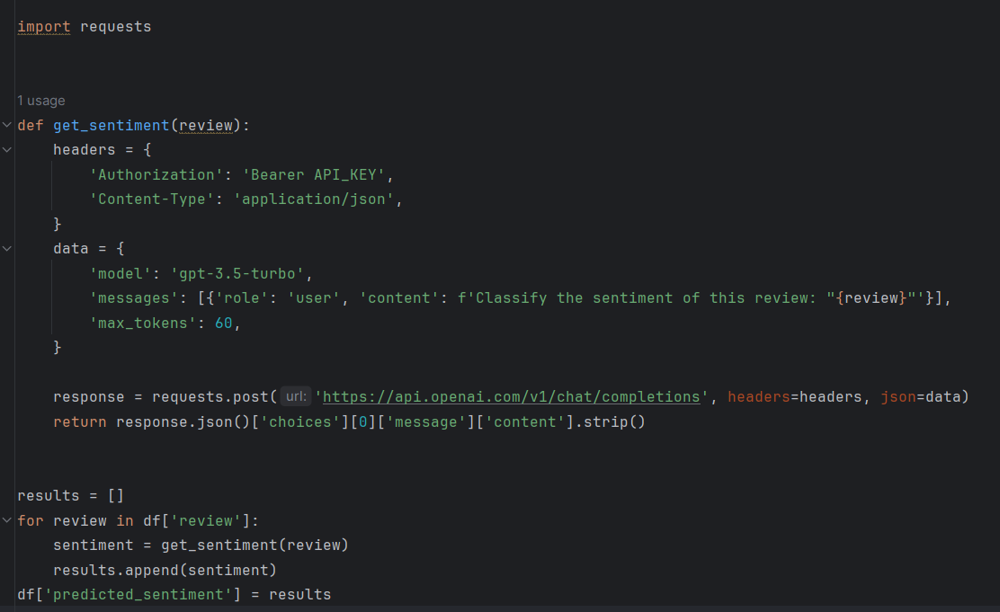 import requests
1 usage
def get_sentiment(review):
    headers = {
        'Authorization': 'Bearer API_KEY',
        'Content-Type': 'application/json',
    }
    data = {
        'model': 'gpt-3.5-turbo',
        'messages': [{'role': 'user', 'content': f'Classify the sentiment of this review: "{review}"'}],
        'max_tokens': 60,
    }
    response = requests.post( url: 'https://api.openai.com/v1/chat/completions', headers=headers, json=data)
    return response.json()['choices'][0]['message']['content'].strip()
results = []
for review in df['review']:
    sentiment = get_sentiment(review)
    results.append(sentiment)
df['predicted_sentiment'] = results